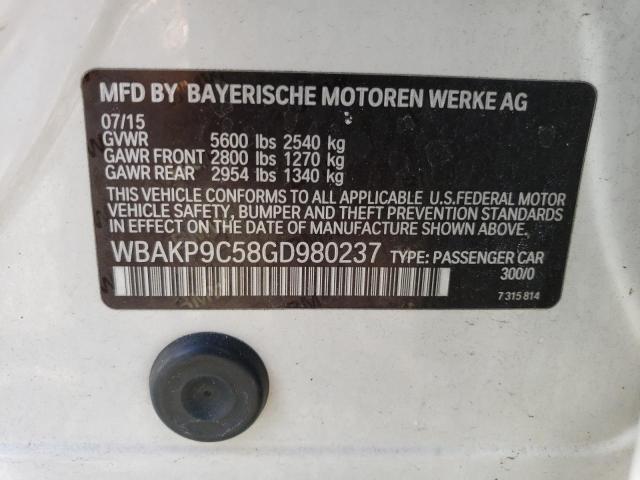 MFD BY BAYERISCHE MOTOREN WERKE AG
07/15
GVWR 5600 lbs 2540 kg
GAWR FRONT 2800 lbs 1270 kg
GAWR REAR 2954 lbs 1340 kg
THIS VEHICLE CONFORMS TO ALL APPLICABLE U.S.FEDERAL MOTOR
VEHICLE SAFETY, BUMPER AND THEFT PREVENTION STANDARDS
IN EFFECT ON THE DATE OF MANUFACTURE SHOWN ABOVE.
WBAKP9C58GD980237 TYPE: PASSENGER CAR
300/0
7 315 814